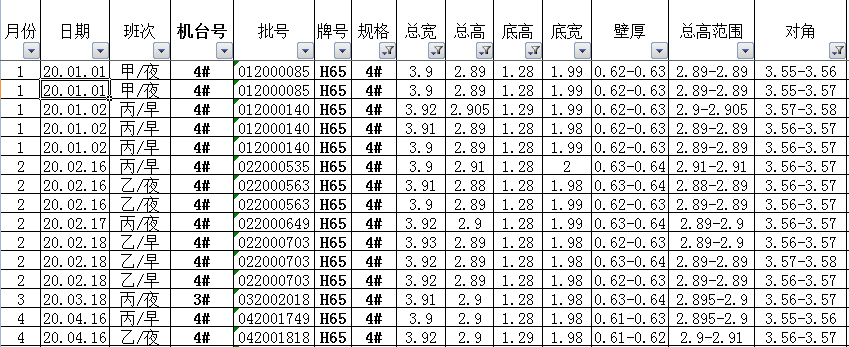 月份 日期 班次 机台号 批号 牌号 规格 总宽 总高 底高 底宽 壁厚 总高范围 对角
1 20.01.01 甲/夜 4# 012000085 H65 4# 3.9 2.89 1.28 1.99 0.62-0.63 2.89-2.89 3.55-3.56
1 20.01.01 甲/夜 4# 012000085 H65 4# 3.9 2.89 1.28 1.99 0.62-0.63 2.89-2.89 3.55-3.57
1 20.01.02 丙/早 4# 012000140 H65 4# 3.92 2.905 1.29 1.99 0.62-0.64 2.9-2.905 3.57-3.58
1 20.01.02 丙/早 4# 012000140 H65 4# 3.91 2.89 1.28 1.98 0.62-0.63 2.89-2.89 3.56-3.57
1 20.01.02 丙/早 4# 012000140 H65 4# 3.9 2.89 1.28 1.99 0.62-0.63 2.89-2.89 3.56-3.57
2 20.02.16 丙/早 4# 022000535 H65 4# 3.9 2.91 1.28 2 0.63-0.64 2.91-2.91 3.56-3.57
2 20.02.16 乙/夜 4# 022000563 H65 4# 3.91 2.88 1.28 1.98 0.62-0.63 2.88-2.89 3.56-3.57
2 20.02.16 乙/夜 4# 022000563 H65 4# 3.9 2.89 1.28 1.99 0.62-0.63 2.89-2.89 3.56-3.57
2 20.02.17 丙/夜 4# 022000649 H65 4# 3.92 2.9 1.28 1.99 0.63-0.64 2.89-2.9 3.56-3.57
2 20.02.18 乙/早 4# 022000703 H65 4# 3.93 2.89 1.28 1.98 0.62-0.63 2.89-2.89 3.56-3.57
2 20.02.18 乙/早 4# 022000703 H65 4# 3.92 2.89 1.28 1.98 0.62-0.63 2.89-2.89 3.57-3.58
2 20.02.18 乙/早 4# 022000703 H65 4# 3.92 2.89 1.28 1.98 0.62-0.63 2.89-2.89 3.56-3.57
3 20.03.18 丙/夜 3# 032002018 H65 4# 3.91 2.9 1.28 1.98 0.63-0.64 2.895-2.9 3.56-3.57
4 20.04.16 丙/早 4# 042001749 H65 4# 3.9 2.9 1.28 1.98 0.61-0.63 2.895-2.9 3.55-3.56
4 20.04.16 乙/夜 4# 042001818 H65 4# 3.92 2.9 1.29 1.98 0.61-0.62 2.9-2.91 3.56-3.57